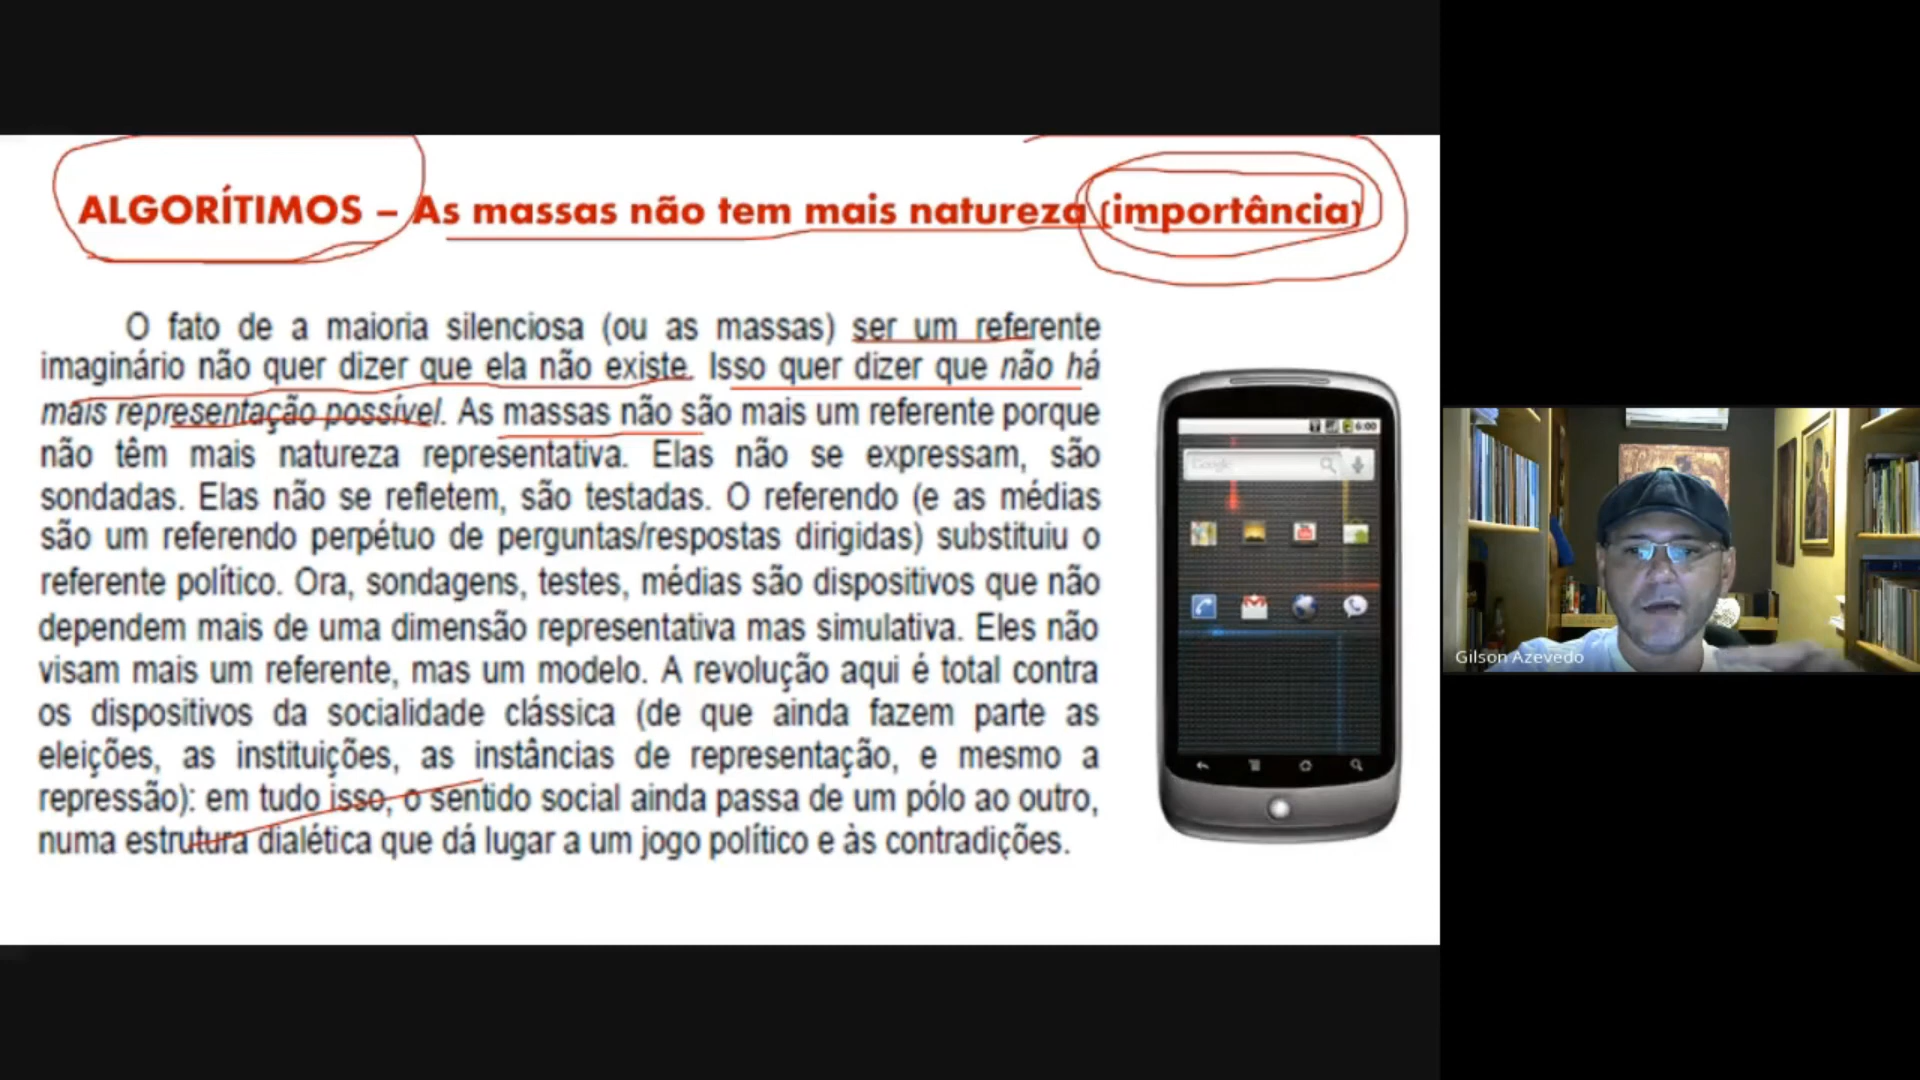 ALGORÍTIMOS – As massas não tem mais natureza (importância)
O fato de a maioria silenciosa (ou as massas) ser um referente
imaginário não quer dizer que ela não existe. Isso quer dizer que não há
mais representação possível. As massas não são mais um referente porque
não têm mais natureza representativa. Elas não se expressam, são
sondadas. Elas não se refletem, são testadas. O referendo (e as médias
são um referendo perpétuo de perguntas/respostas dirigidas) substituiu o
referente político. Ora, sondagens, testes, médias são dispositivos que não
dependem mais de uma dimensão representativa mas simulativa. Eles não
visam mais um referente, mas um modelo. A revolução aqui é total contra
os dispositivos da socialidade clássica (de que ainda fazem parte as
eleições, as instituições, as instâncias de representação, e mesmo a
repressão): em tudo isso, o sentido social ainda passa de um pólo ao outro,
numa estrutura dialética que dá lugar a um jogo político e às contradições.
6:00
Google
Gilson Azevedo